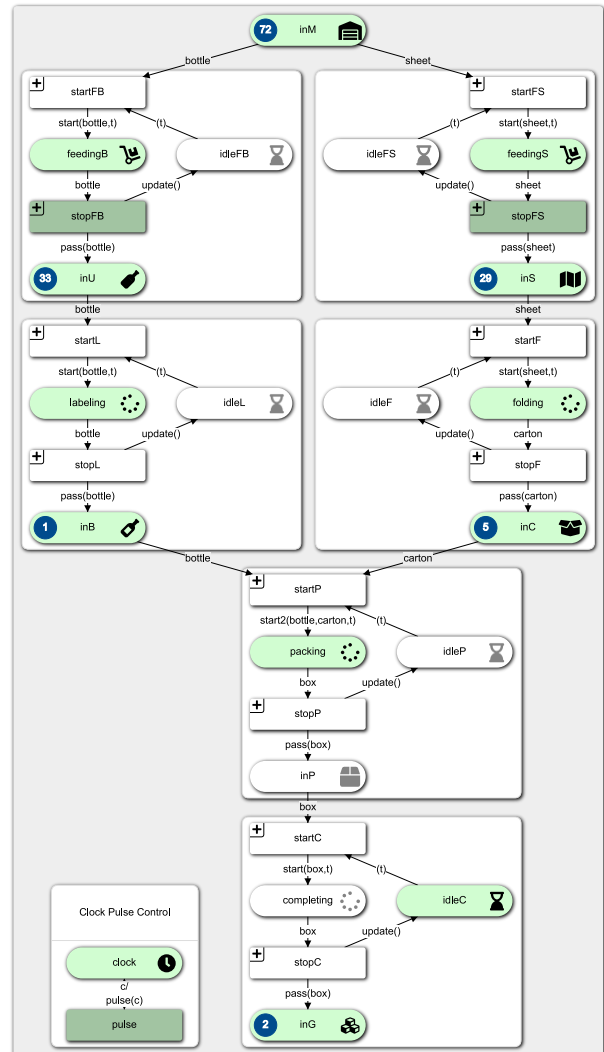 72 inM
bottle sheet
startFB startFS
start(bottle,t) (t) (t) start(sheet,t)
feedingB idleFB idleFS feedingS
bottle update() update() sheet
stopFB stopFS
pass(bottle) pass(sheet)
33 inU 29 inS
bottle sheet
startL startF
start(bottle,t) (t) (t) start(sheet,t)
labeling idleL idleF folding
bottle update() update() carton
stopL stopF
pass(bottle) pass(carton)
1 inB 5 inC
bottle carton
startP
start2(bottle,carton,t) (t)
packing idleP
box update()
stopP
pass(box)
inP
box
startC
start(box,t) (t)
completing idleC
box update()
stopC
pass(box)
2 inG
Clock Pulse Control
clock
c/
pulse(c)
pulse